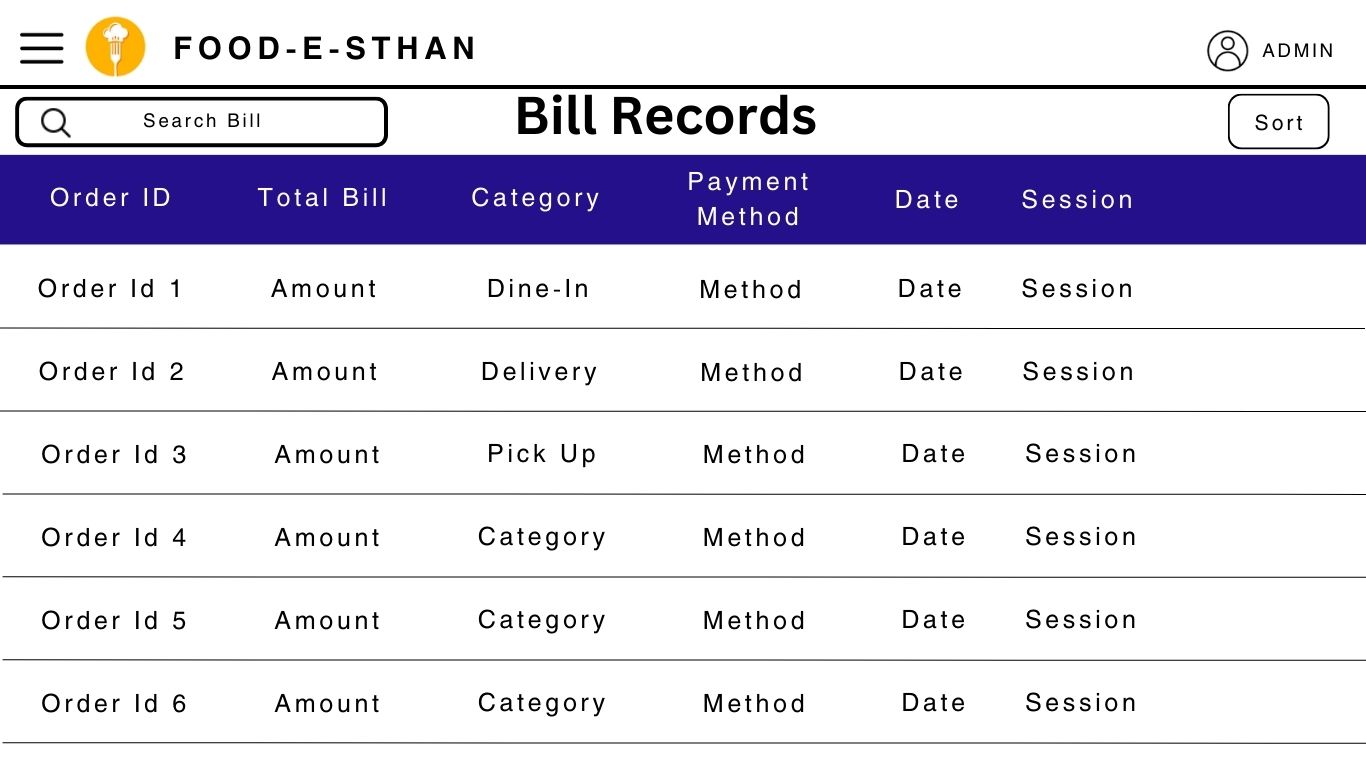 FOOD-E-STHAN
ADMIN
Search Bill
Bill Records
Sort
Order ID Total Bill Category Payment Method Date Session
Order Id 1 Amount Dine-In Method Date Session
Order Id 2 Amount Delivery Method Date Session
Order Id 3 Amount Pick Up Method Date Session
Order Id 4 Amount Category Method Date Session
Order Id 5 Amount Category Method Date Session
Order Id 6 Amount Category Method Date Session